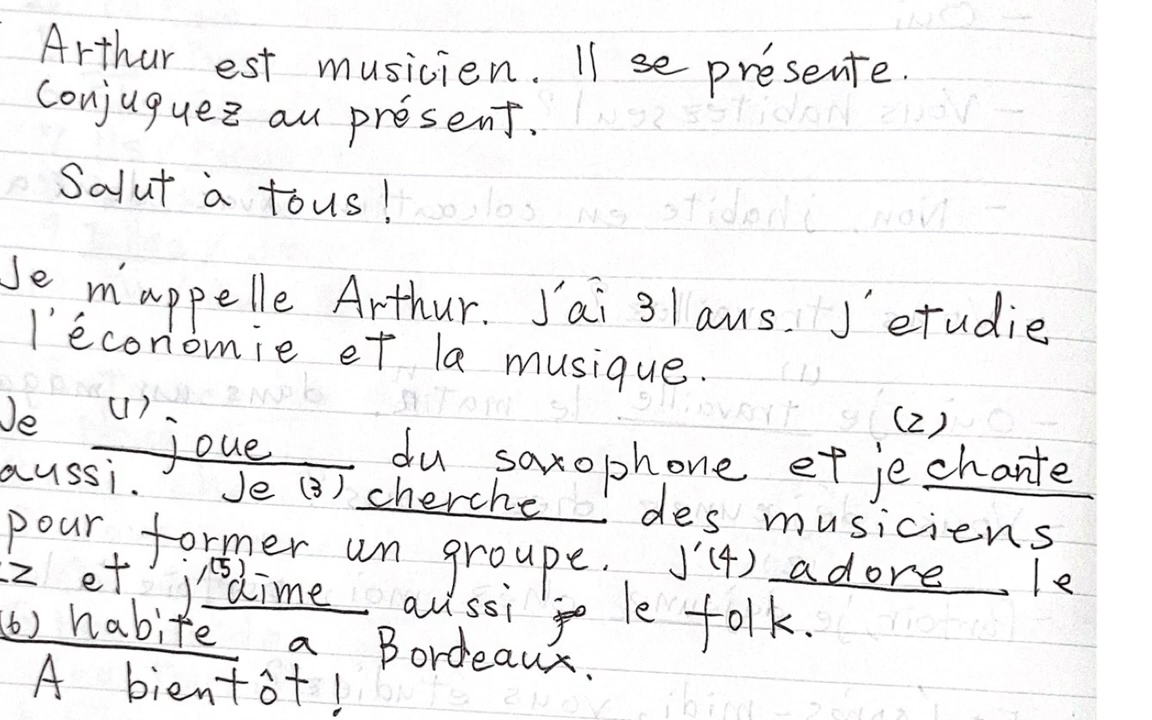 Arthur est musicien. Il se présente.
Conjuguez au présent.
Salut à tous!
Je m'appelle Arthur. J'aî 31 ans. J'etudie
l'économie et la musique.
Je (1) joue du saxophone et je (2) chante
aussi. Je (3) cherche des musiciens
pour former un groupe. J'(4) adore le
zz et j'(5) aime aussi le folk.
(6) habite a Bordeaux.
A bientôt!